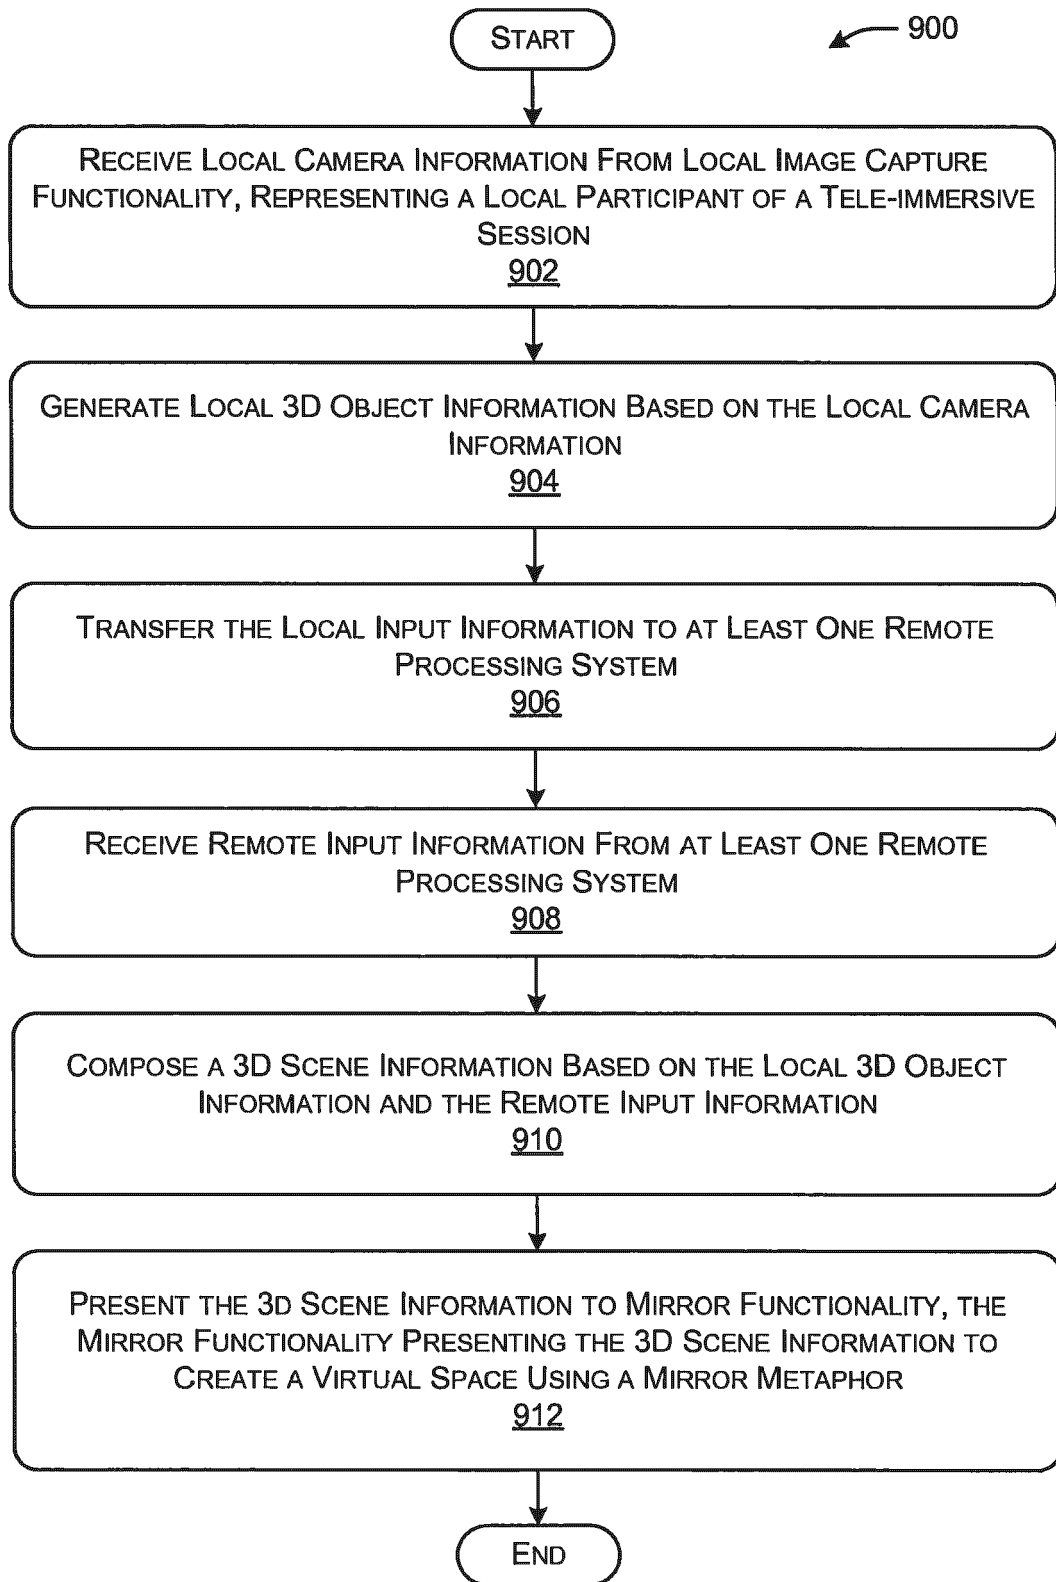 START
900
RECEIVE LOCAL CAMERA INFORMATION FROM LOCAL IMAGE CAPTURE
FUNCTIONALITY, REPRESENTING A LOCAL PARTICIPANT OF A TELE-IMMERSIVE
SESSION
902
GENERATE LOCAL 3D OBJECT INFORMATION BASED ON THE LOCAL CAMERA
INFORMATION
904
TRANSFER THE LOCAL INPUT INFORMATION TO AT LEAST ONE REMOTE
PROCESSING SYSTEM
906
RECEIVE REMOTE INPUT INFORMATION FROM AT LEAST ONE REMOTE
PROCESSING SYSTEM
908
COMPOSE A 3D SCENE INFORMATION BASED ON THE LOCAL 3D OBJECT
INFORMATION AND THE REMOTE INPUT INFORMATION
910
PRESENT THE 3D SCENE INFORMATION TO MIRROR FUNCTIONALITY, THE
MIRROR FUNCTIONALITY PRESENTING THE 3D SCENE INFORMATION TO
CREATE A VIRTUAL SPACE USING A MIRROR METAPHOR
912
END